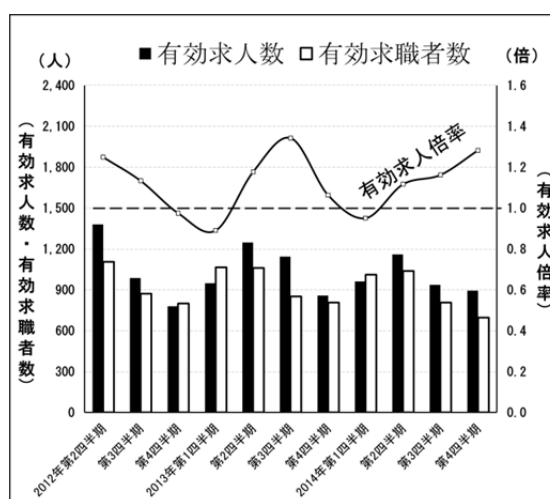 (人)
■有効求人数 □有効求職者数
(倍)
2,400
2,100
1,800
1,500
1,200
900
600
300
0
(有効求人数・有効求職者数)
有効求人倍率
1.6
1.4
1.2
1.0
0.8
0.6
0.4
0.2
0.0
(有効求人倍率)
2012年第2四半期
第3四半期
第4四半期
2013年第1四半期
第2四半期
第3四半期
第4四半期
2014年第1四半期
第2四半期
第3四半期
第4四半期